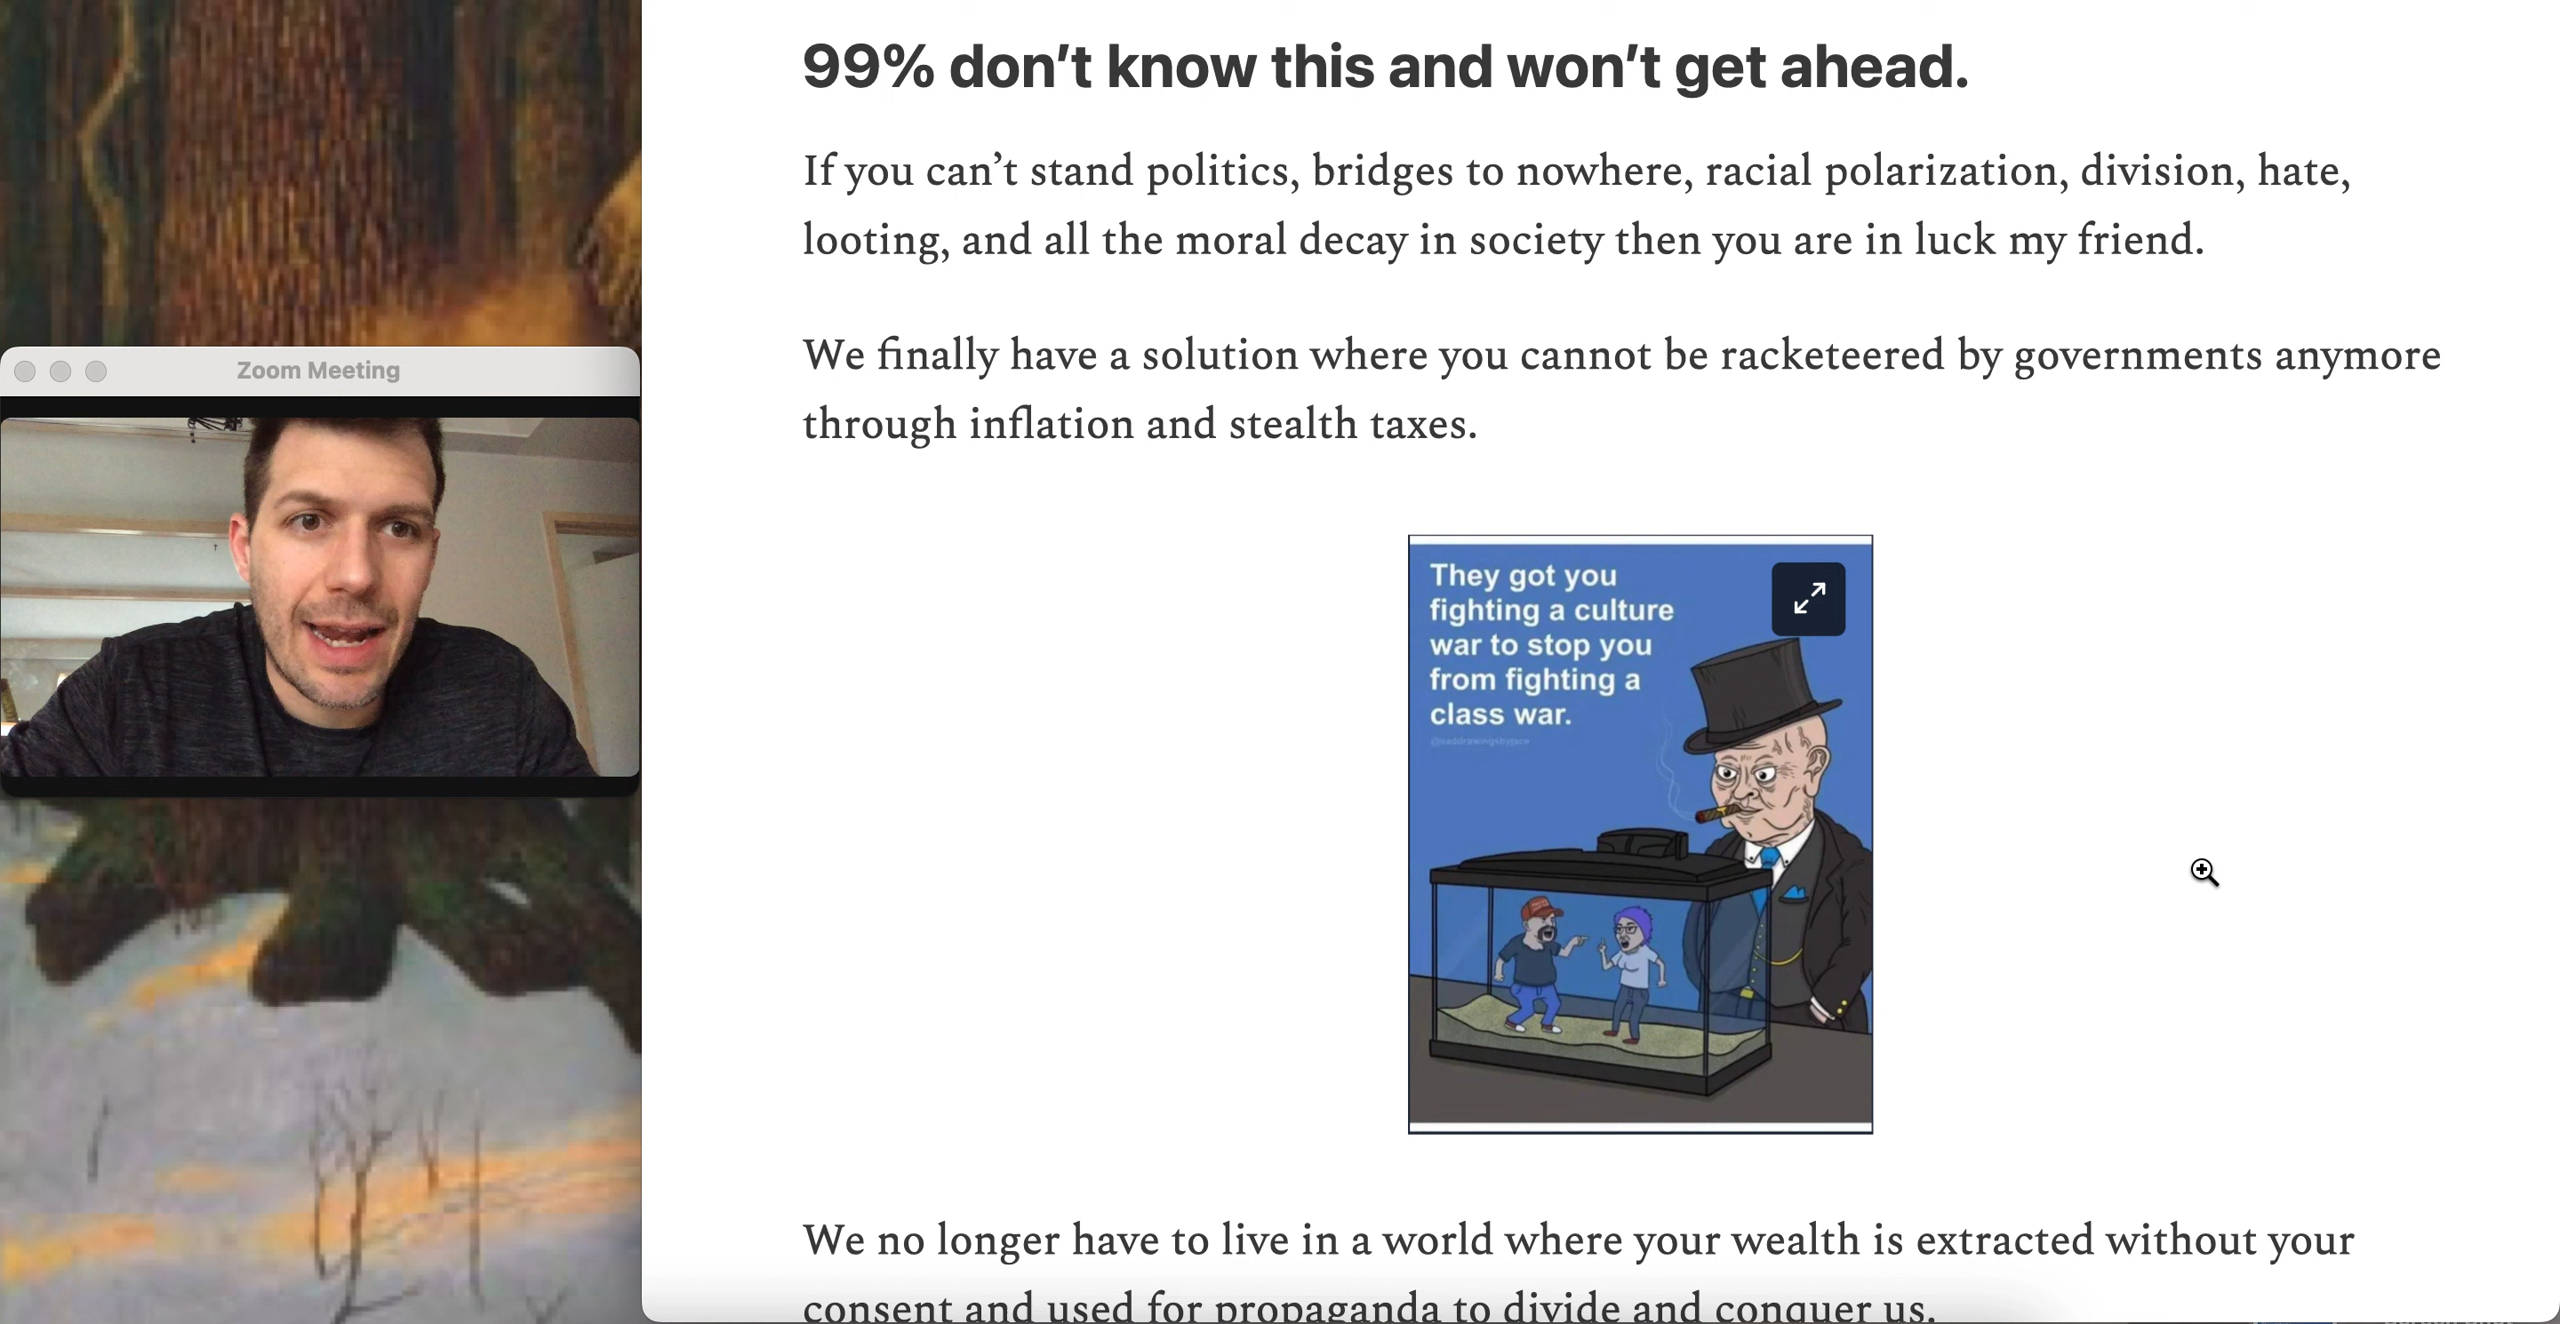 99% don’t know this and won’t get ahead.
If you can’t stand politics, bridges to nowhere, racial polarization, division, hate,
looting, and all the moral decay in society then you are in luck my friend.
We finally have a solution where you cannot be racketeered by governments anymore
through inflation and stealth taxes.
Zoom Meeting
They got you
fighting a culture
war to stop you
from fighting a
class war.
We no longer have to live in a world where your wealth is extracted without your
consent and used for propaganda to divide and conquer us.